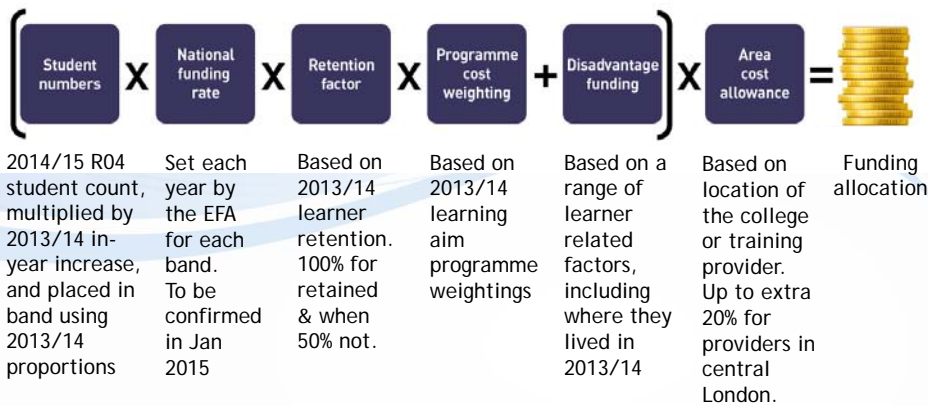 (
Student
numbers
X
National
funding
rate
X
Retention
factor
X
Programme
cost
weighting
+
Disadvantage
funding
)
X
Area
cost
allowance
=
2014/15 R04
student count,
multiplied by
2013/14 in-
year increase,
and placed in
band using
2013/14
proportions
Set each
year by
the EFA
for each
band.
To be
confirmed
in Jan
2015
Based on
2013/14
learner
retention.
100% for
retained
& when
50% not.
Based on
2013/14
learning
aim
programme
weightings
Based on a
range of
learner
related
factors,
including
where they
lived in
2013/14
Based on
location of
the college
or training
provider.
Up to extra
20% for
providers in
central
London.
Funding
allocation